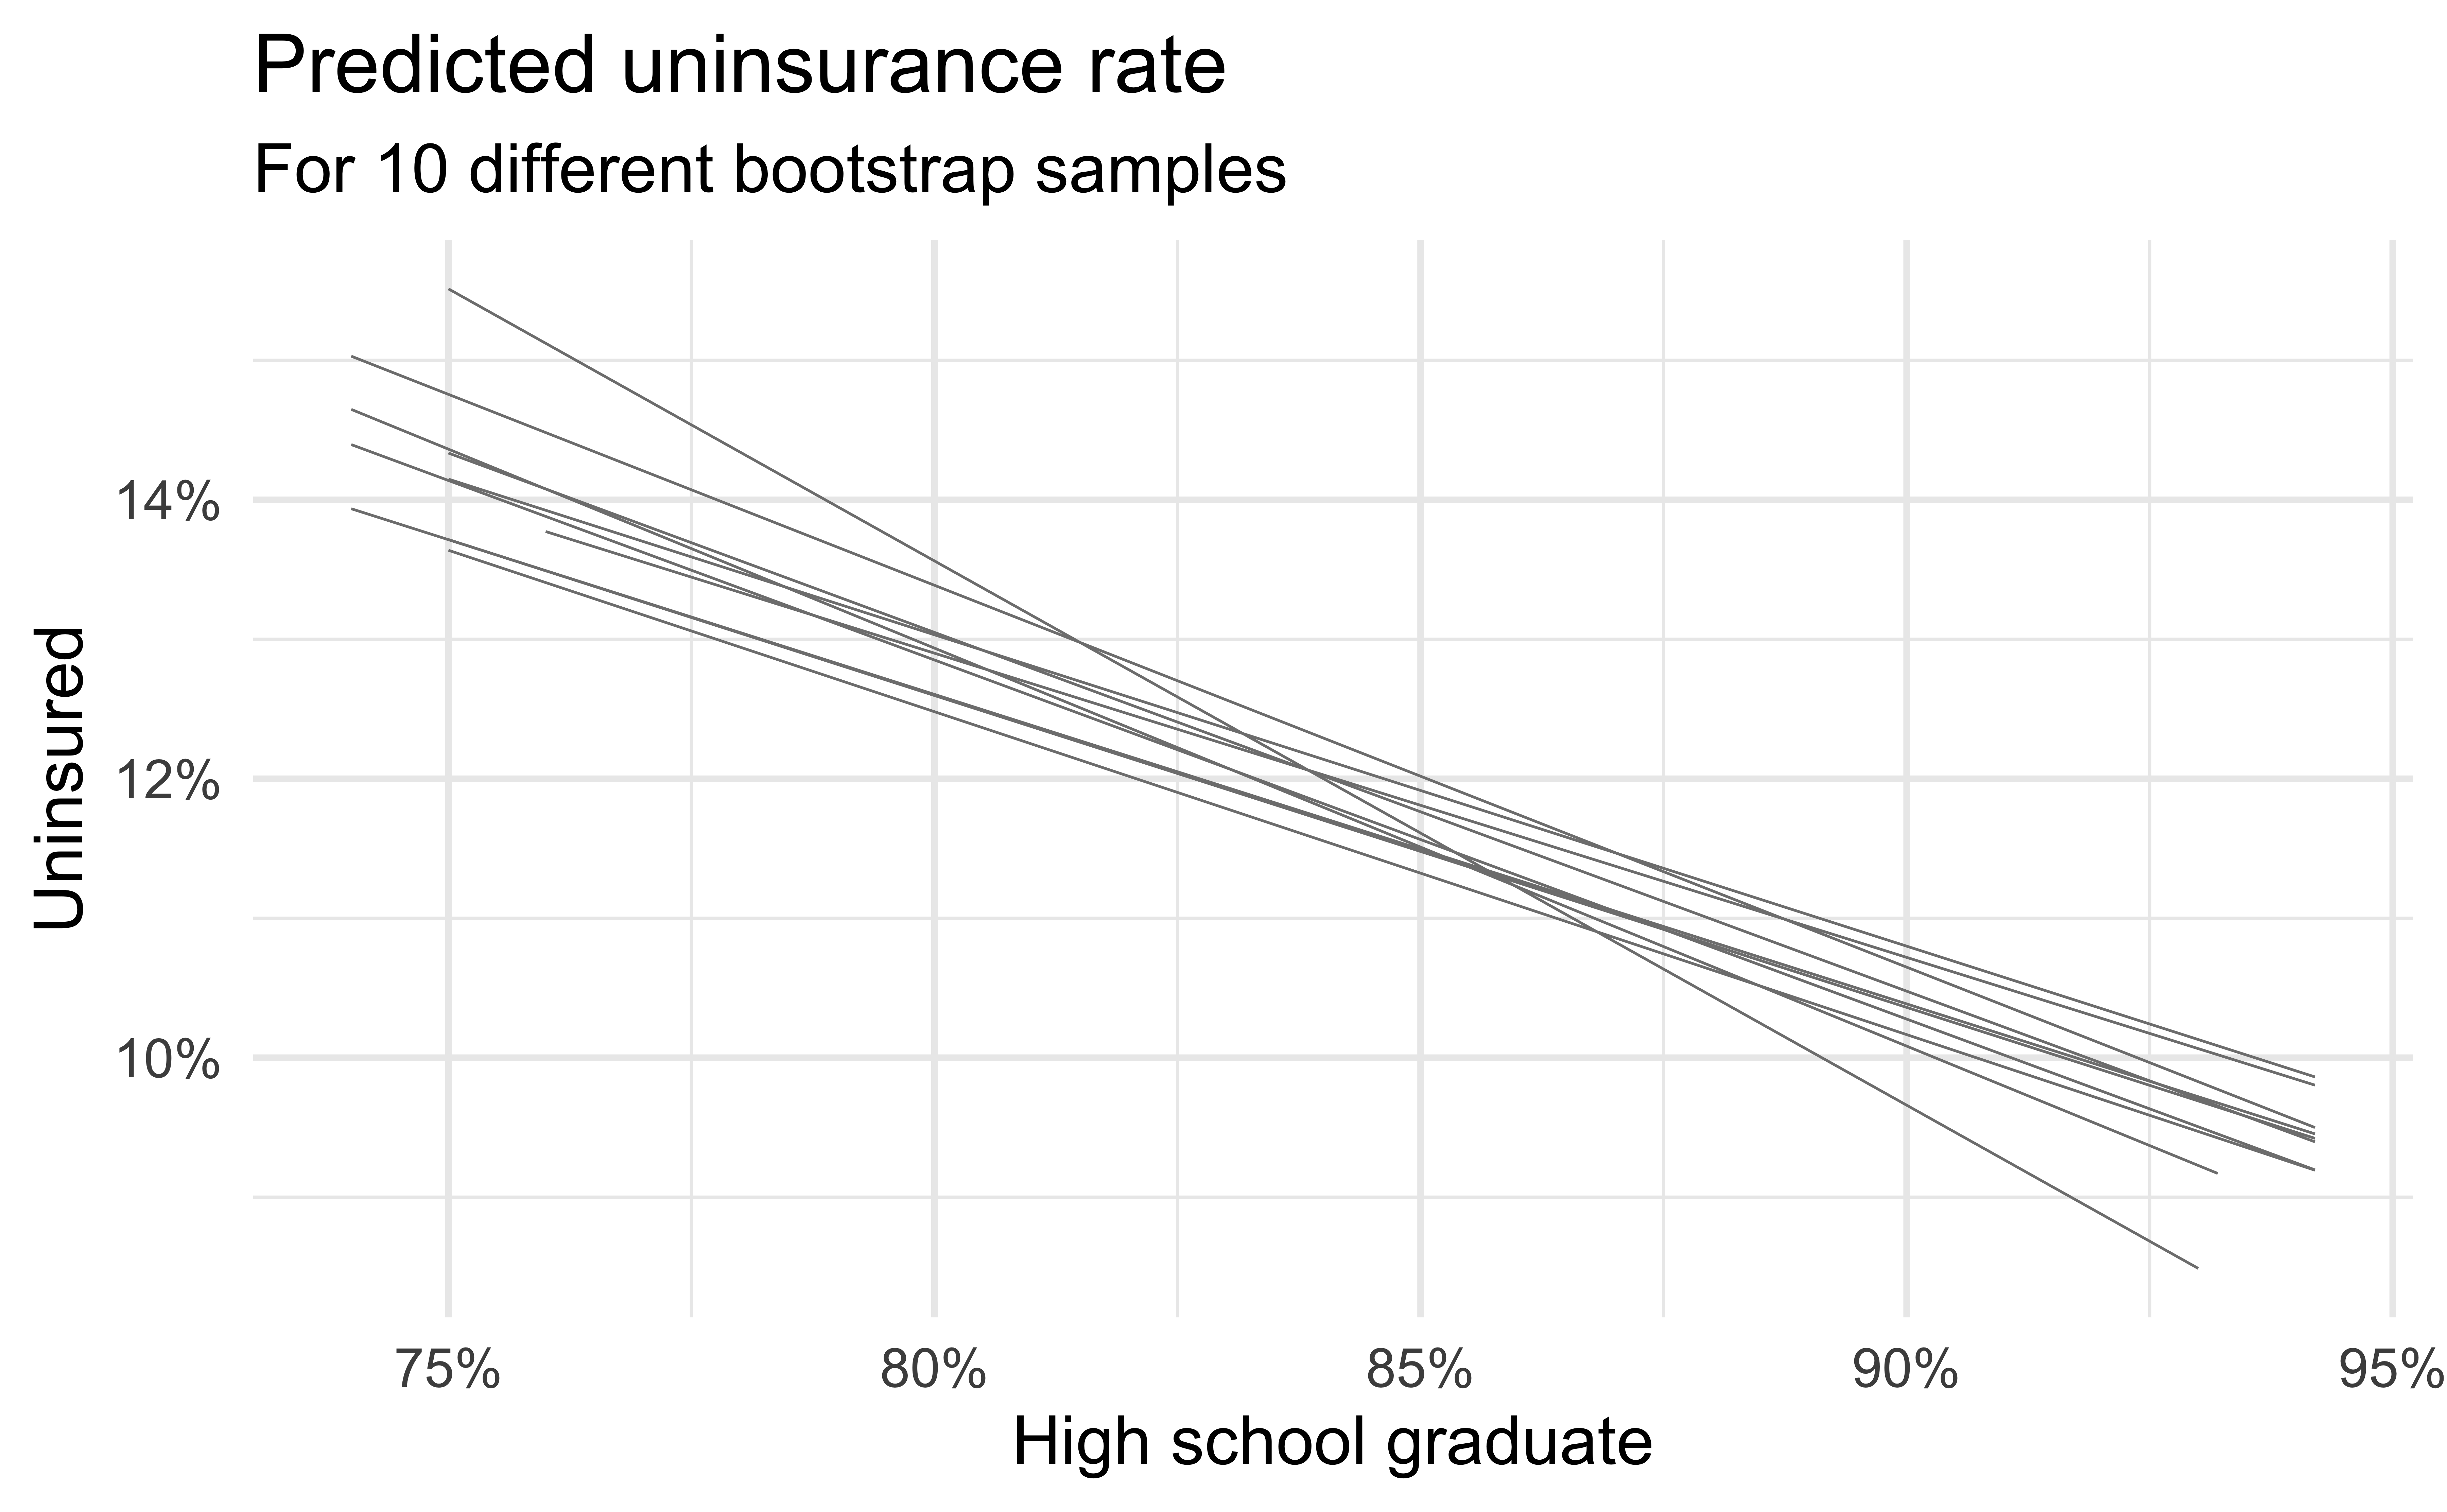 Predicted uninsurance rate
For 10 different bootstrap samples
Uninsured
14%
12%
10%
75%
80%
85%
90%
95%
High school graduate